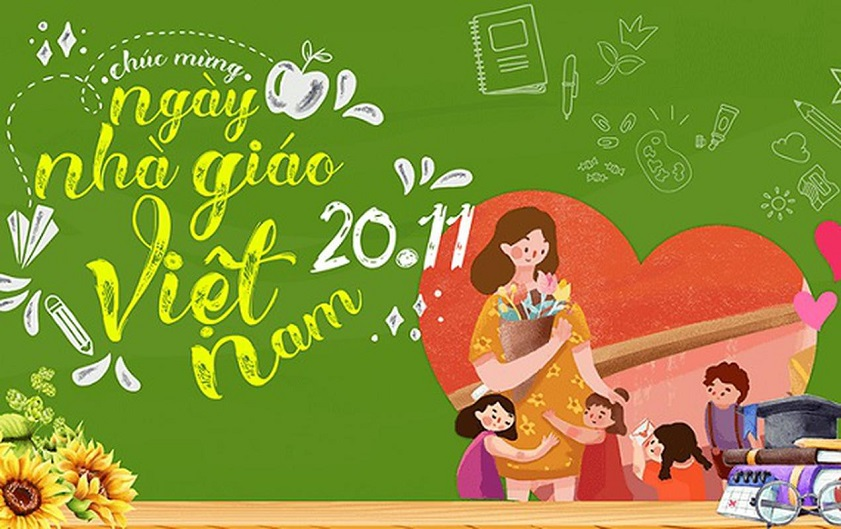 chúc mừng
ngày
nhà giáo
Việt
nam
20.11